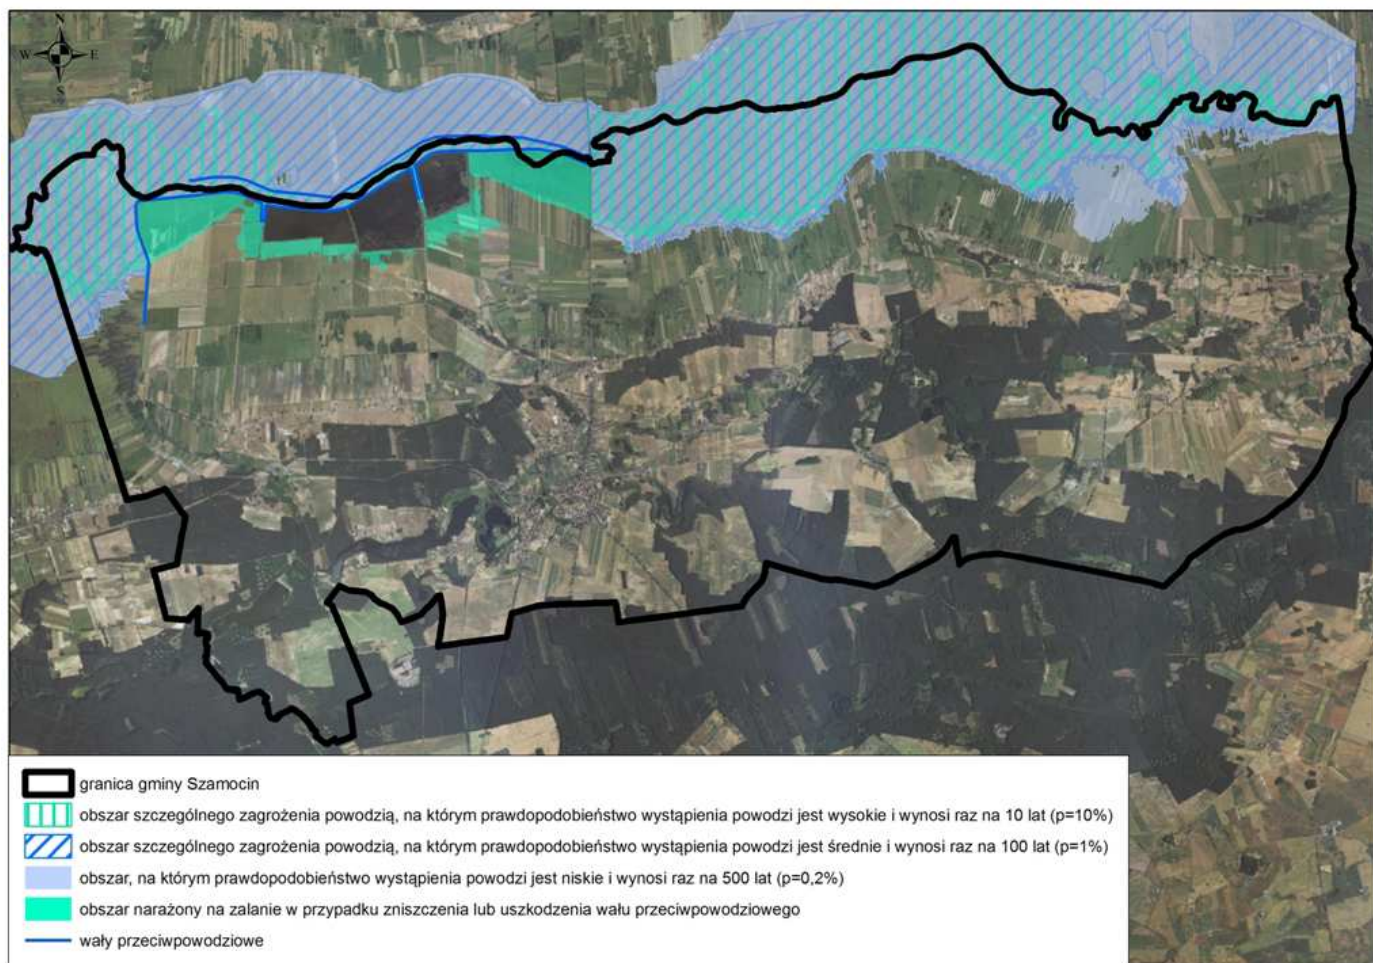 N
W E
S
granica gminy Szamocin
obszar szczególnego zagrożenia powodzią, na którym prawdopodobieństwo wystąpienia powodzi jest wysokie i wynosi raz na 10 lat (p=10%)
obszar szczególnego zagrożenia powodzią, na którym prawdopodobieństwo wystąpienia powodzi jest średnie i wynosi raz na 100 lat (p=1%)
obszar, na którym prawdopodobieństwo wystąpienia powodzi jest niskie i wynosi raz na 500 lat (p=0,2%)
obszar narażony na zalanie w przypadku zniszczenia lub uszkodzenia wału przeciwpowodziowego
wały przeciwpowodziowe